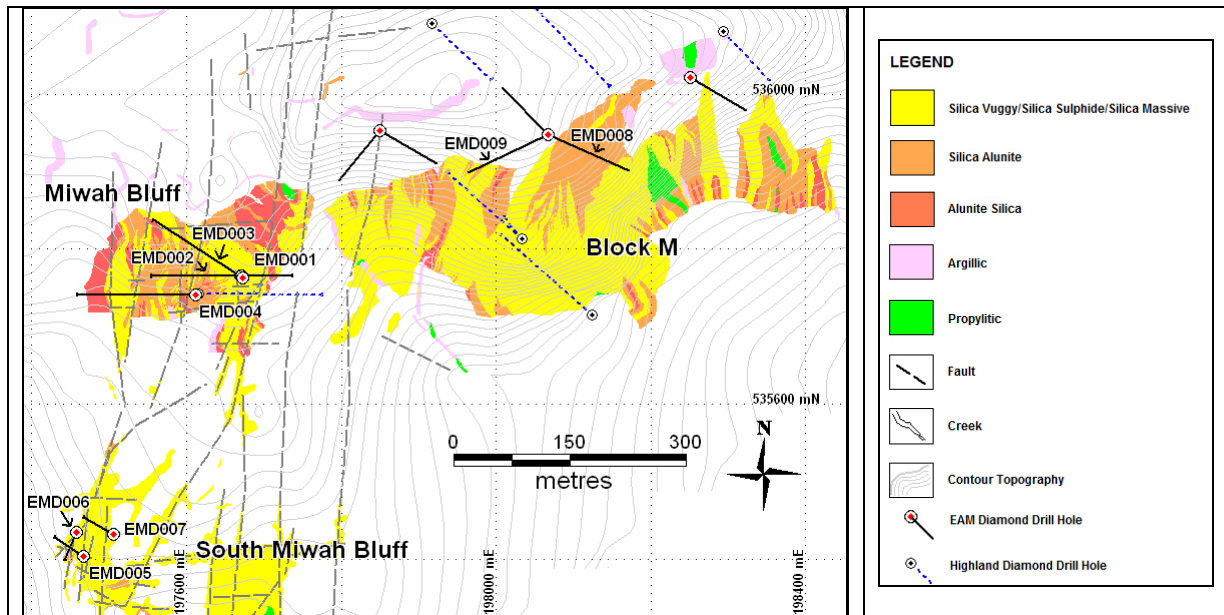 536000 mN
EMD009
EMD008
Miwah Bluff
EMD003
EMD002
EMD001
Block M
EMD004
535600 mN
N
0 150 300
metres
EMD006
EMD007
South Miwah Bluff
EMD005
197600 mE
198000 mE
198400 mE
LEGEND
Silica Vuggy/Silica Sulphide/Silica Massive
Silica Alunite
Alunite Silica
Argillic
Propylitic
Fault
Creek
Contour Topography
EAM Diamond Drill Hole
Highland Diamond Drill Hole